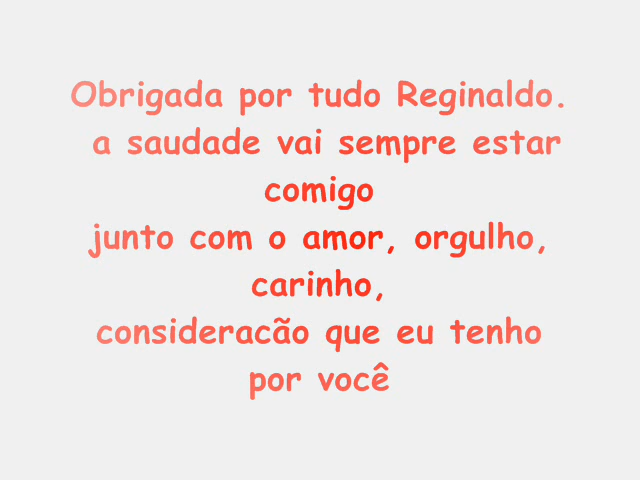 Obrigada por tudo Reginaldo.
a saudade vai sempre estar
comigo
junto com o amor, orgulho,
carinho,
consideracão que eu tenho
por você